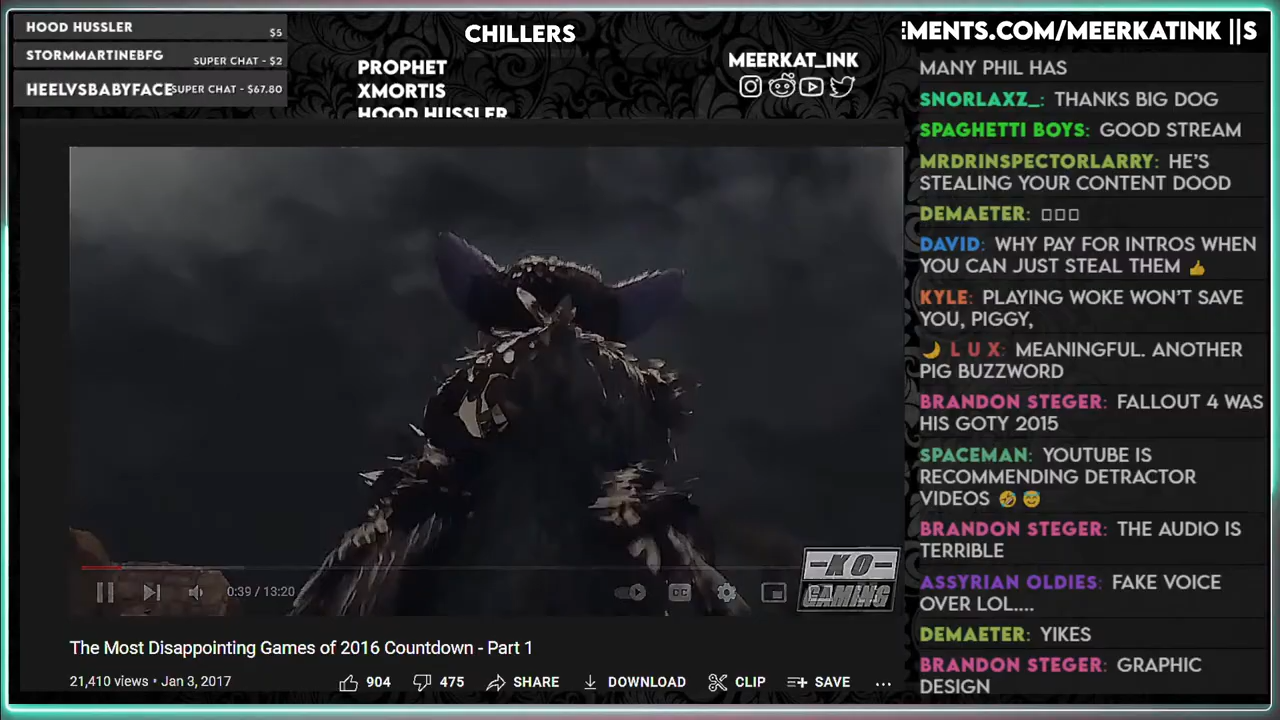 HOOD HUSSLER
$5
STORMMARTINEBFG
SUPER CHAT - $2
HEELVSBABYFACE
SUPER CHAT - $67.80
CHILLERS
PROPHET
XMORTIS
HOOD HUSSLER
MEERKAT_INK
EMENTS.COM/MEERKATINK ||S
MANY PHIL HAS
SNORLAXZ_: THANKS BIG DOG
SPAGHETTI BOYS: GOOD STREAM
MRDRINSPECTORLARRY: HE'S
STEALING YOUR CONTENT DOOD
DEMAETER: □□□
DAVID: WHY PAY FOR INTROS WHEN
YOU CAN JUST STEAL THEM 👍
KYLE: PLAYING WOKE WON'T SAVE
YOU, PIGGY,
🌙 L U X: MEANINGFUL. ANOTHER
PIG BUZZWORD
BRANDON STEGER: FALLOUT 4 WAS
HIS GOTY 2015
SPACEMAN: YOUTUBE IS
RECOMMENDING DETRACTOR
VIDEOS 🤣 😅
BRANDON STEGER: THE AUDIO IS
TERRIBLE
ASSYRIAN OLDIES: FAKE VOICE
OVER LOL....
DEMAETER: YIKES
BRANDON STEGER: GRAPHIC
DESIGN
0:39 / 13:20
CC
-KO-
GAMING
The Most Disappointing Games of 2016 Countdown - Part 1
21,410 views • Jan 3, 2017
904
475
SHARE
DOWNLOAD
CLIP
SAVE
...